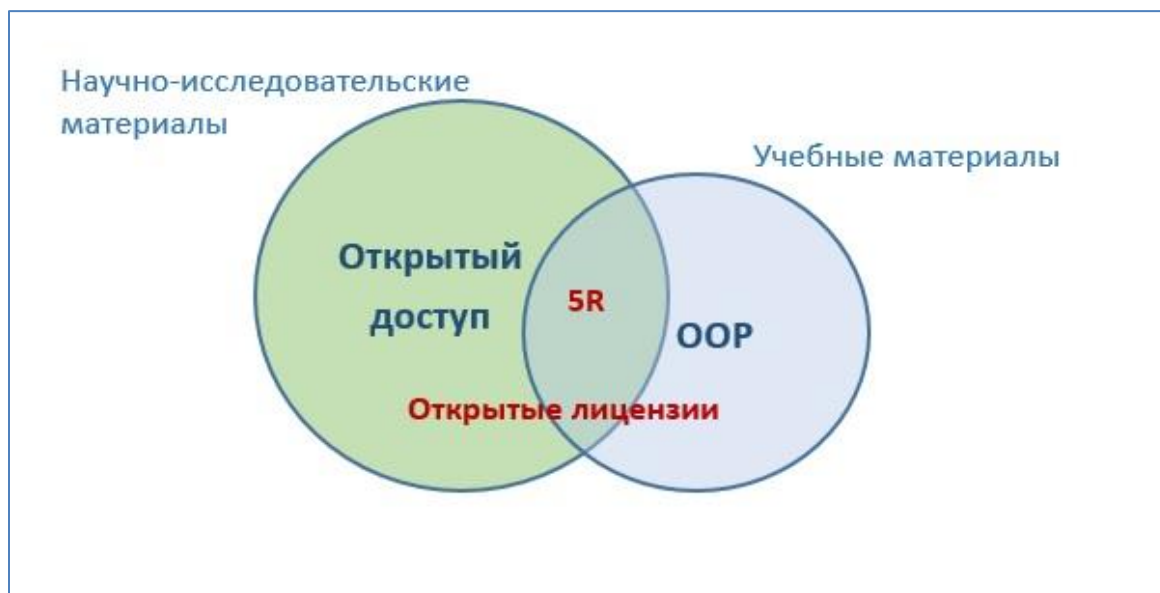 Научно-исследовательские
материалы
Учебные материалы
Открытый
доступ
5R
ООР
Открытые лицензии